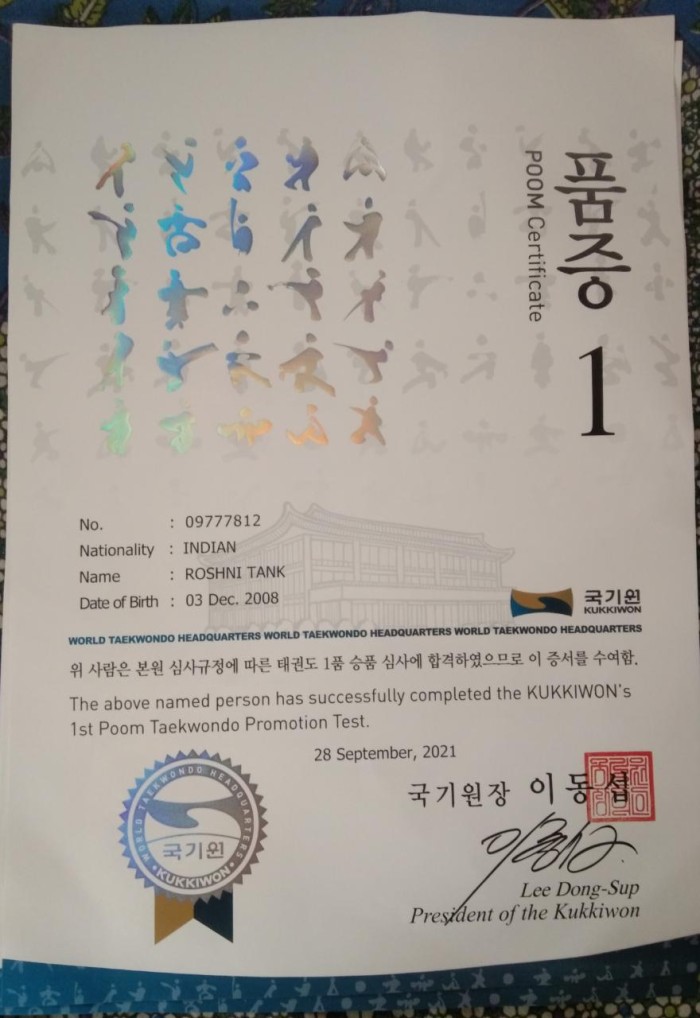 품증
POOM Certificate
1
No. : 09777812
Nationality : INDIAN
Name : ROSHNI TANK
Date of Birth : 03 Dec. 2008
국기원
KUKKIWON
WORLD TAEKWONDO HEADQUARTERS WORLD TAEKWONDO HEADQUARTERS WORLD TAEKWONDO HEADQUARTERS
위 사람은 본원 심사규정에 따른 태권도 1품 승품 심사에 합격하였으므로 이 증서를 수여함.
The above named person has successfully completed the KUKKIWON's
1st Poom Taekwondo Promotion Test.
28 September, 2021
국기원장 이동섭
WORLD TAEKWONDO HEADQUARTERS
국기원
KUKKIWON
Lee Dong-Sup
President of the Kukkiwon